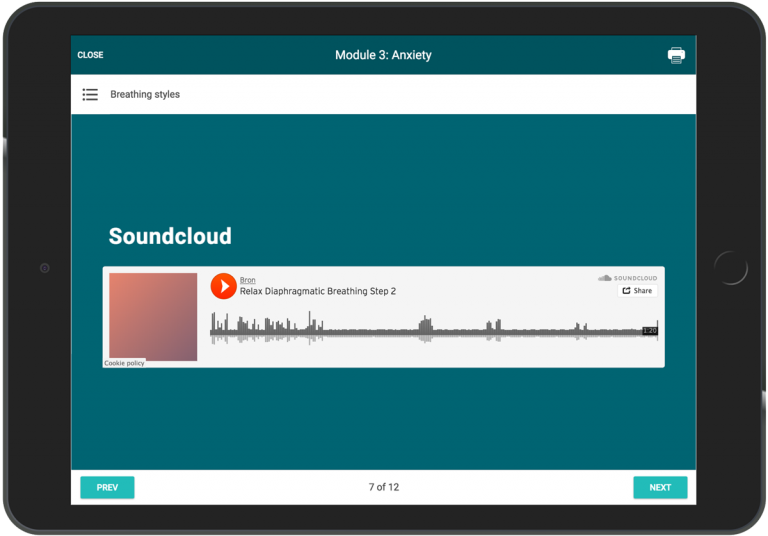 CLOSE
Module 3: Anxiety
Breathing styles
Soundcloud
Bron
SOUNDCLOUD
Relax Diaphragmatic Breathing Step 2
Share
1:20
Cookie policy
PREV
7 of 12
NEXT